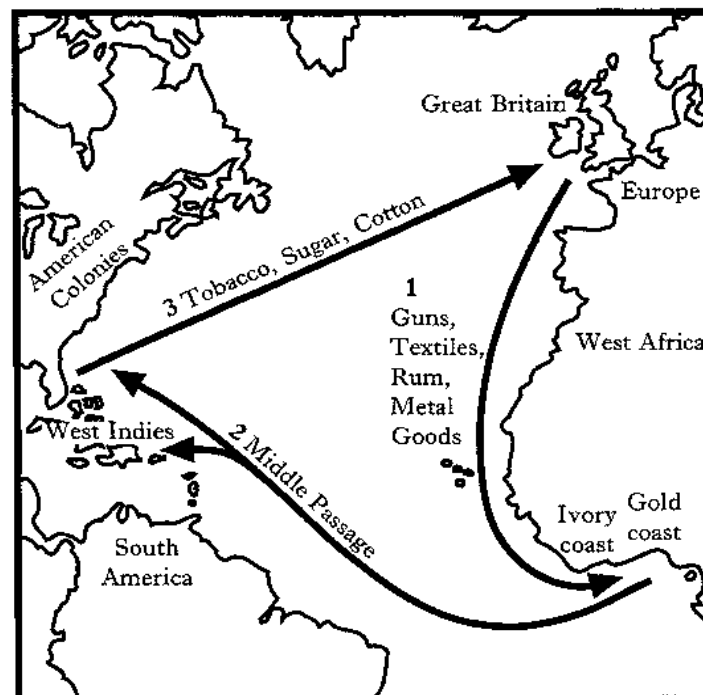 Great Britain
Europe
American
Colonies
3 Tobacco, Sugar, Cotton
1
Guns,
Textiles,
Rum,
Metal
Goods
West Africa
West Indies
2 Middle Passage
Ivory
coast
Gold
coast
South
America